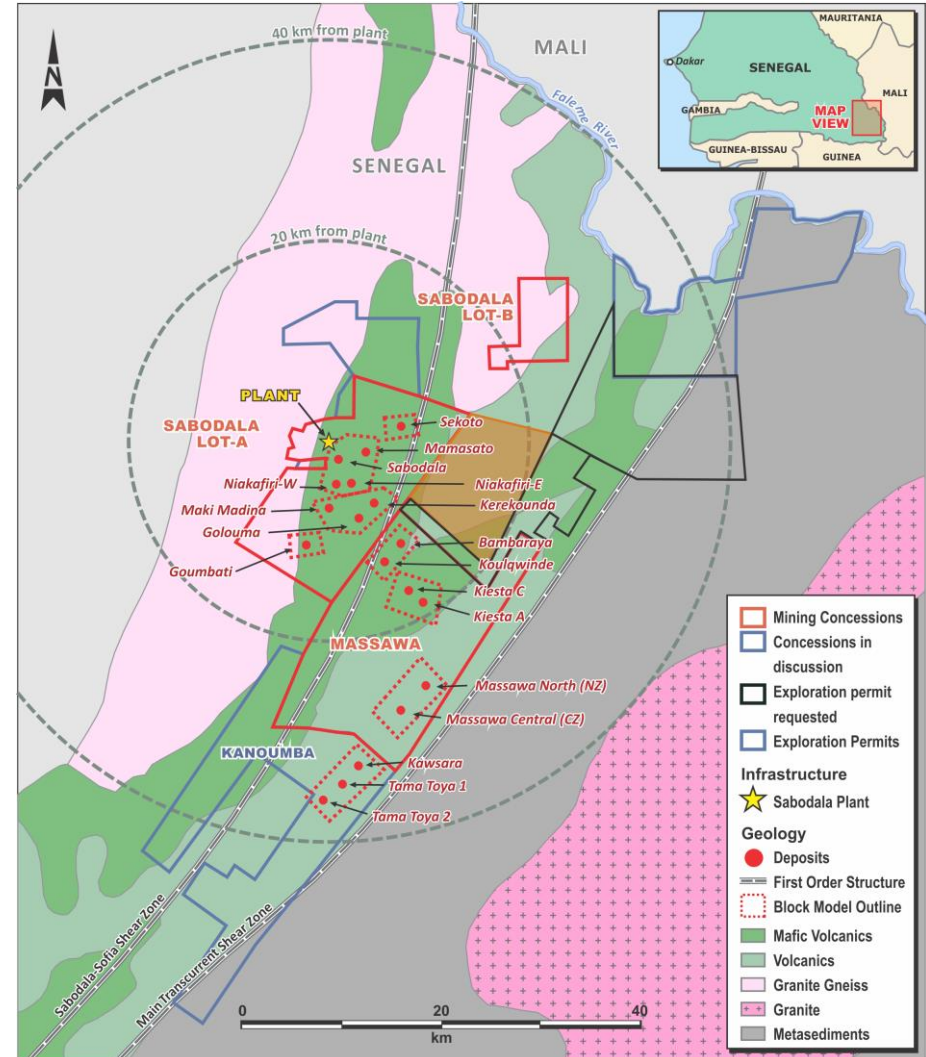 40 km from plant
MALI
N
Faleme River
SENEGAL
20 km from plant
MAURITANIA
Dakar
SENEGAL
MALI
GAMBIA
MAP
VIEW
GUINEA-BISSAU
GUINEA
SABODALA
LOT-B
PLANT
SABODALA
LOT-A
Sekoto
Mamasato
Sabodala
Niakafiri-W
Niakafiri-E
Maki Madina
Kerekounda
Golouma
Bambaraya
Goumbati
Koulqwinde
Kiesta C
Kiesta A
MASSAWA
Massawa North (NZ)
Massawa Central (CZ)
KANOUMBA
Kawsara
Tama Toya 1
Tama Toya 2
Sabodala-Sofia Shear Zone
Main Transcurrent Shear Zone
0 20 40
km
Mining Concessions
Concessions in
discussion
Exploration permit
requested
Exploration Permits
Infrastructure
Sabodala Plant
Geology
Deposits
First Order Structure
Block Model Outline
Mafic Volcanics
Volcanics
Granite Gneiss
Granite
Metasediments